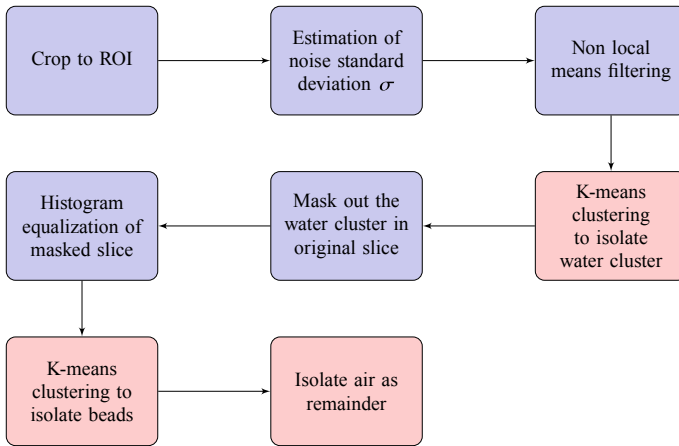 Crop to ROI
Estimation of
noise standard
deviation σ
Non local
means filtering
Histogram
equalization of
masked slice
Mask out the
water cluster in
original slice
K-means
clustering
to isolate
water cluster
K-means
clustering to
isolate beads
Isolate air as
remainder